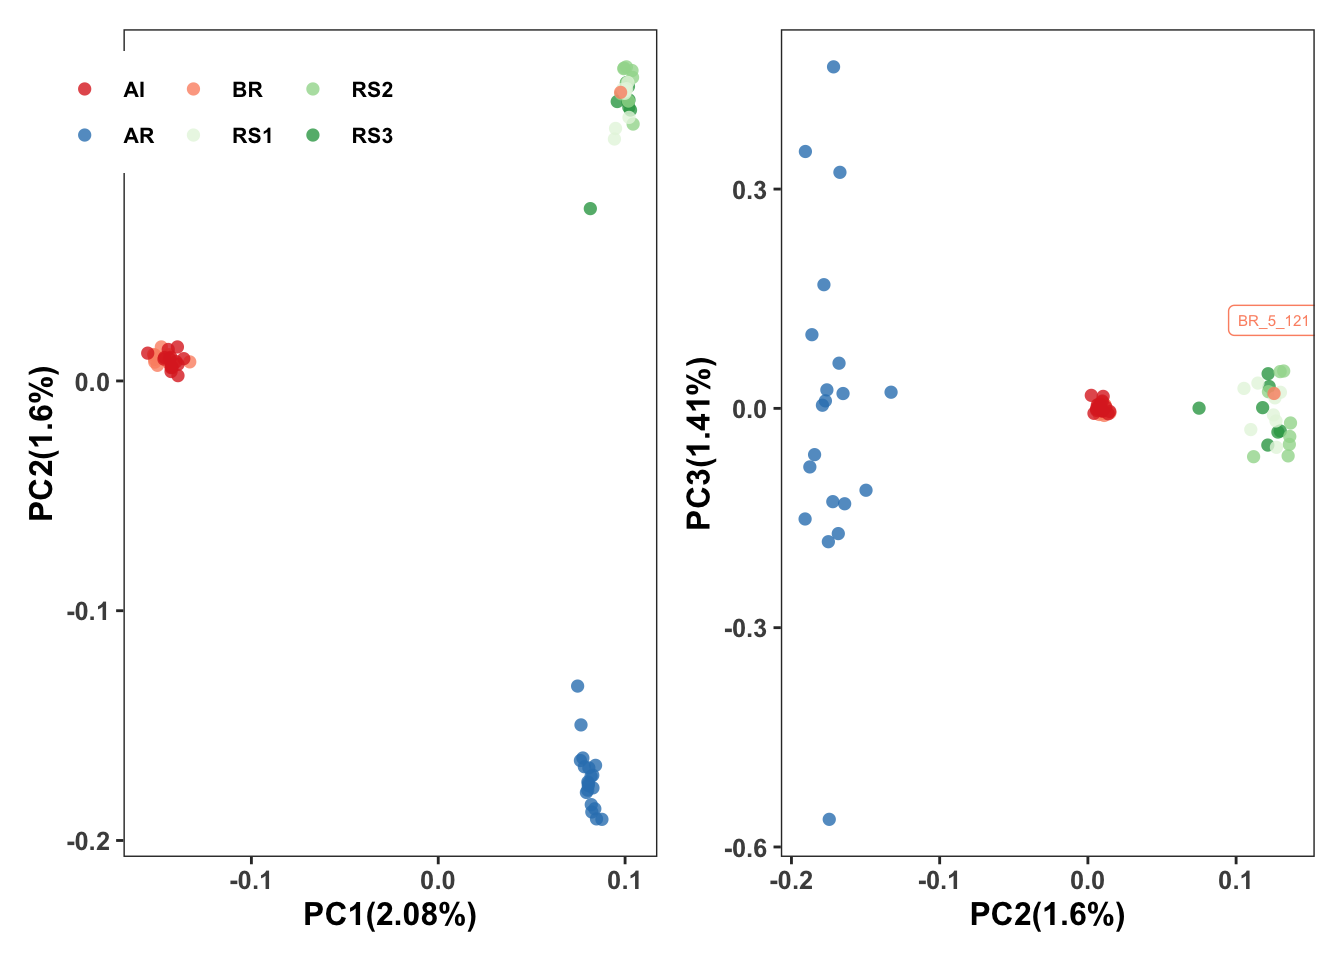 AI BR RS2
AR RS1 RS3
0.0
-0.1
-0.2
-0.1 0.0 0.1
PC1(2.08%)
PC2(1.6%)
BR_5_121
0.3
0.0
-0.3
-0.6
-0.2 -0.1 0.0 0.1
PC2(1.6%)
PC3(1.41%)